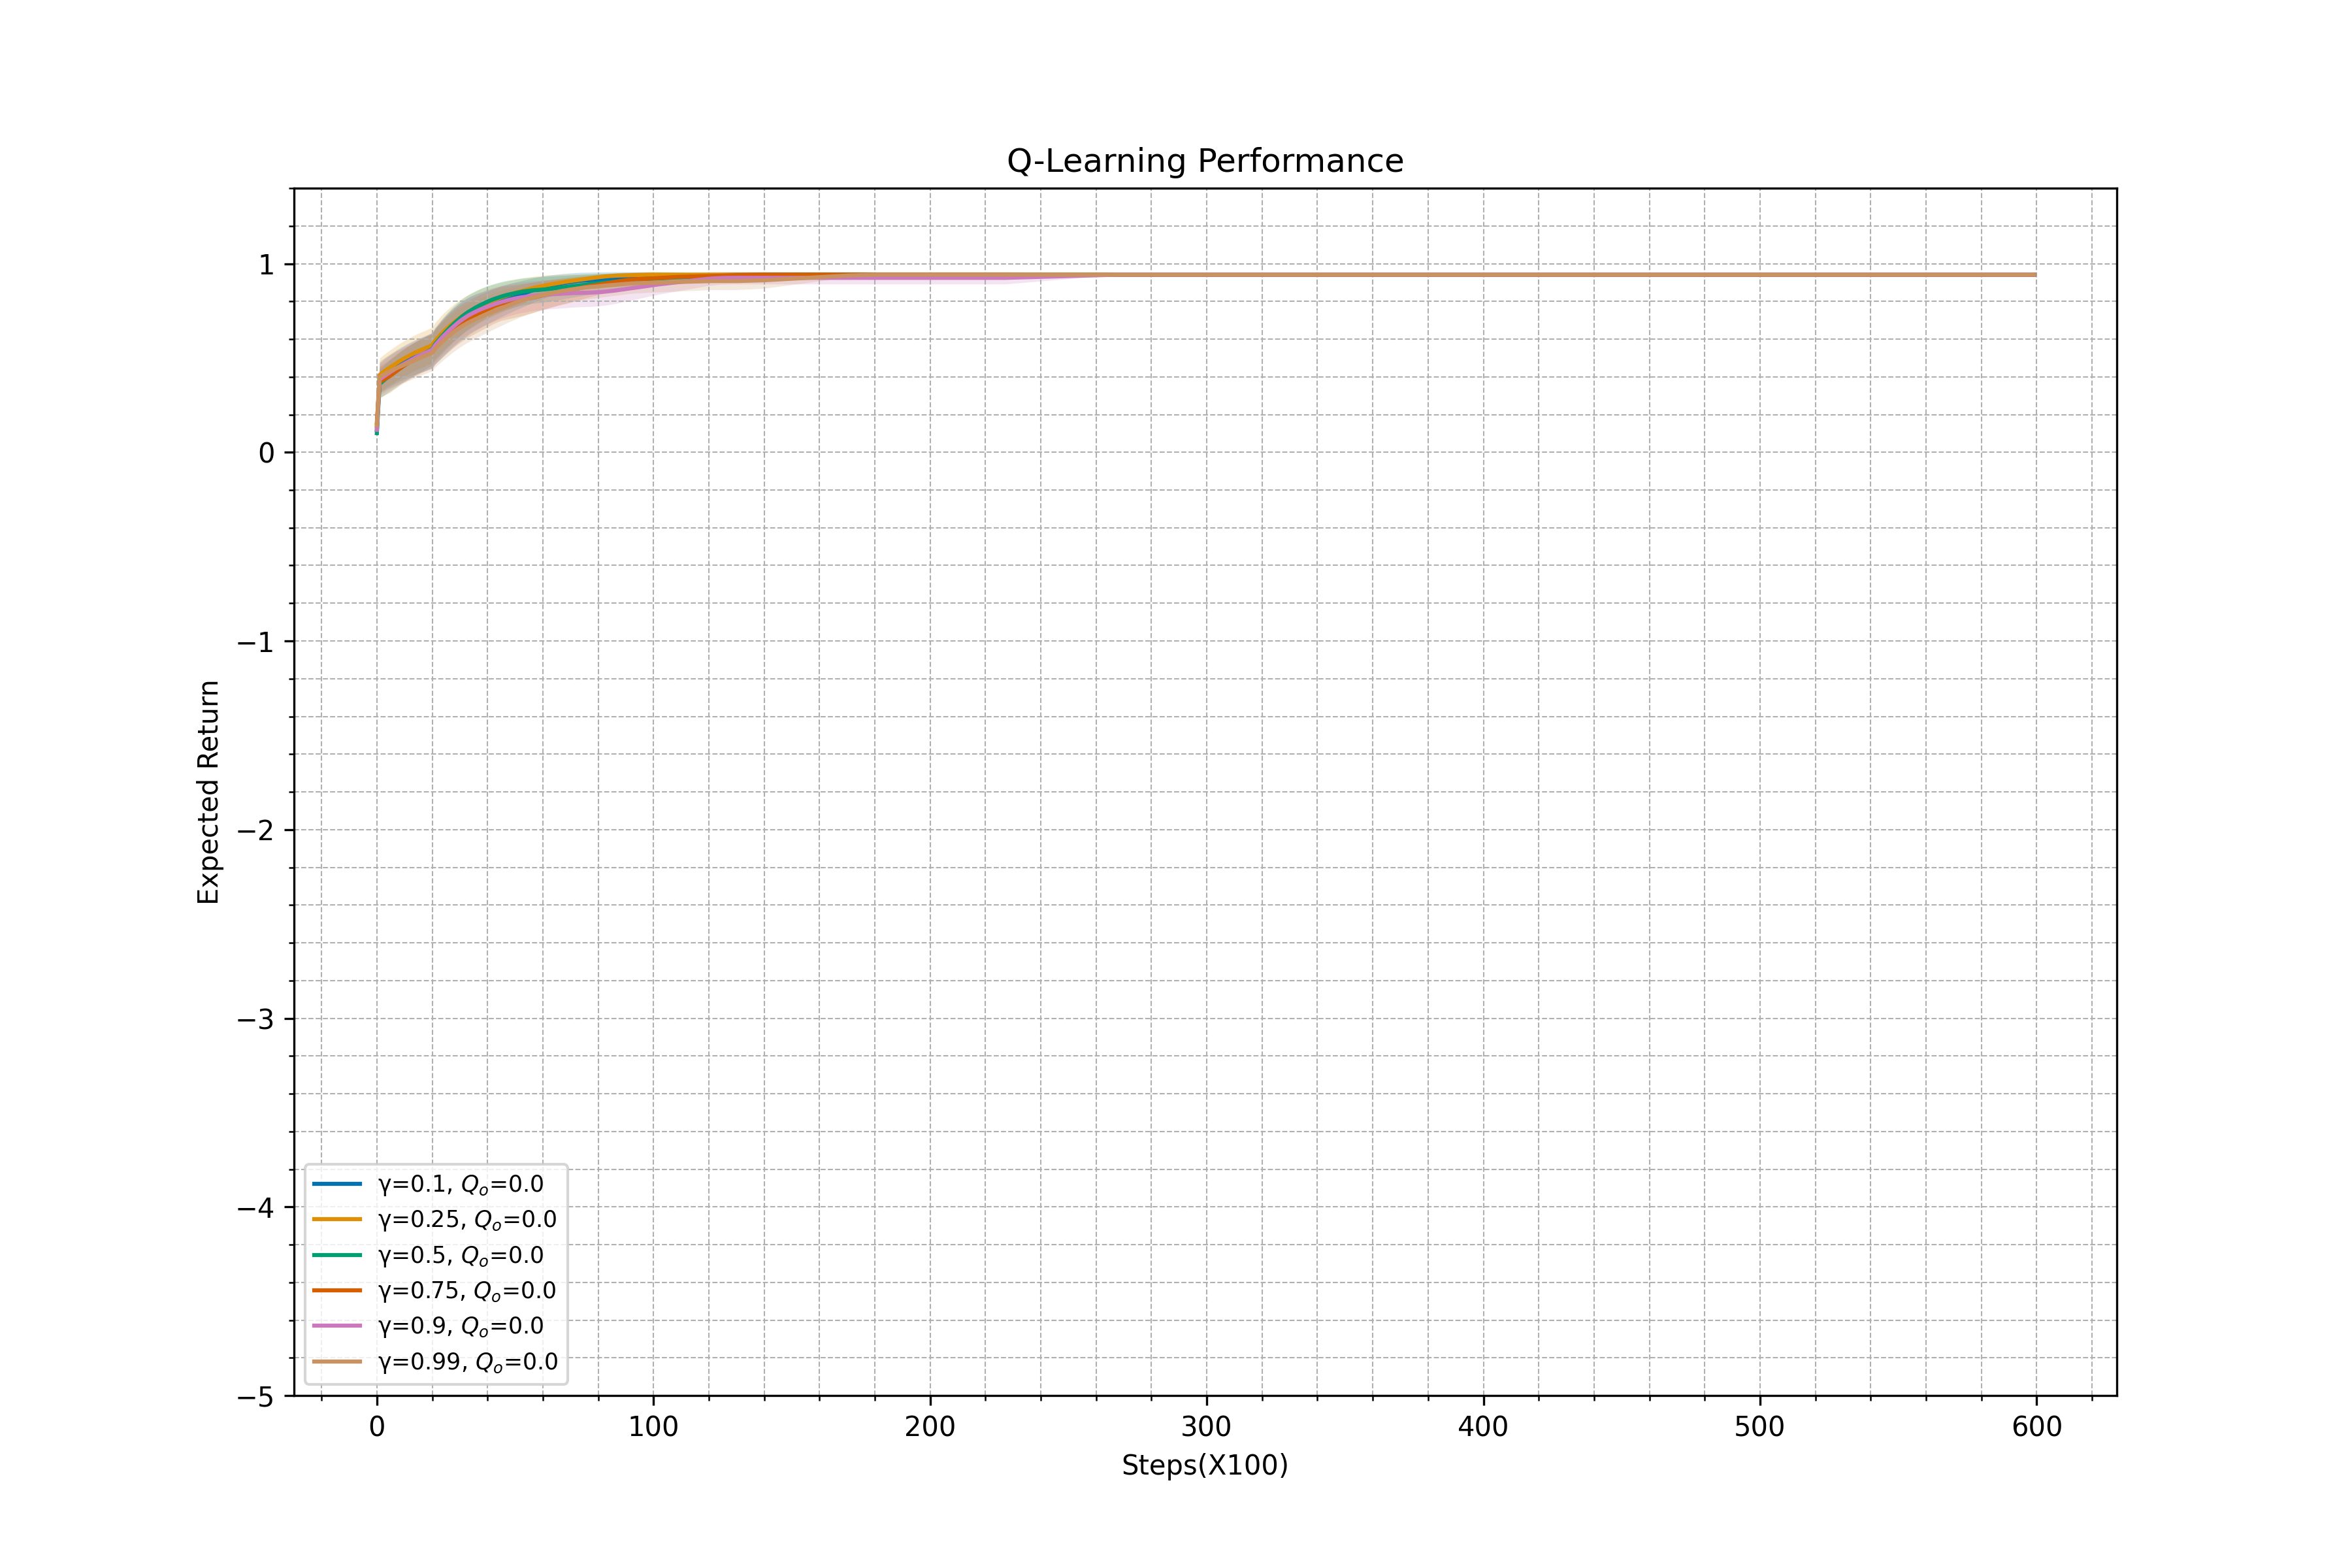 Q-Learning Performance
Expected Return
1
0
−1
−2
−3
−4
−5
γ=0.1, Qo=0.0
γ=0.25, Qo=0.0
γ=0.5, Qo=0.0
γ=0.75, Qo=0.0
γ=0.9, Qo=0.0
γ=0.99, Qo=0.0
0 100 200 300 400 500 600
Steps(X100)